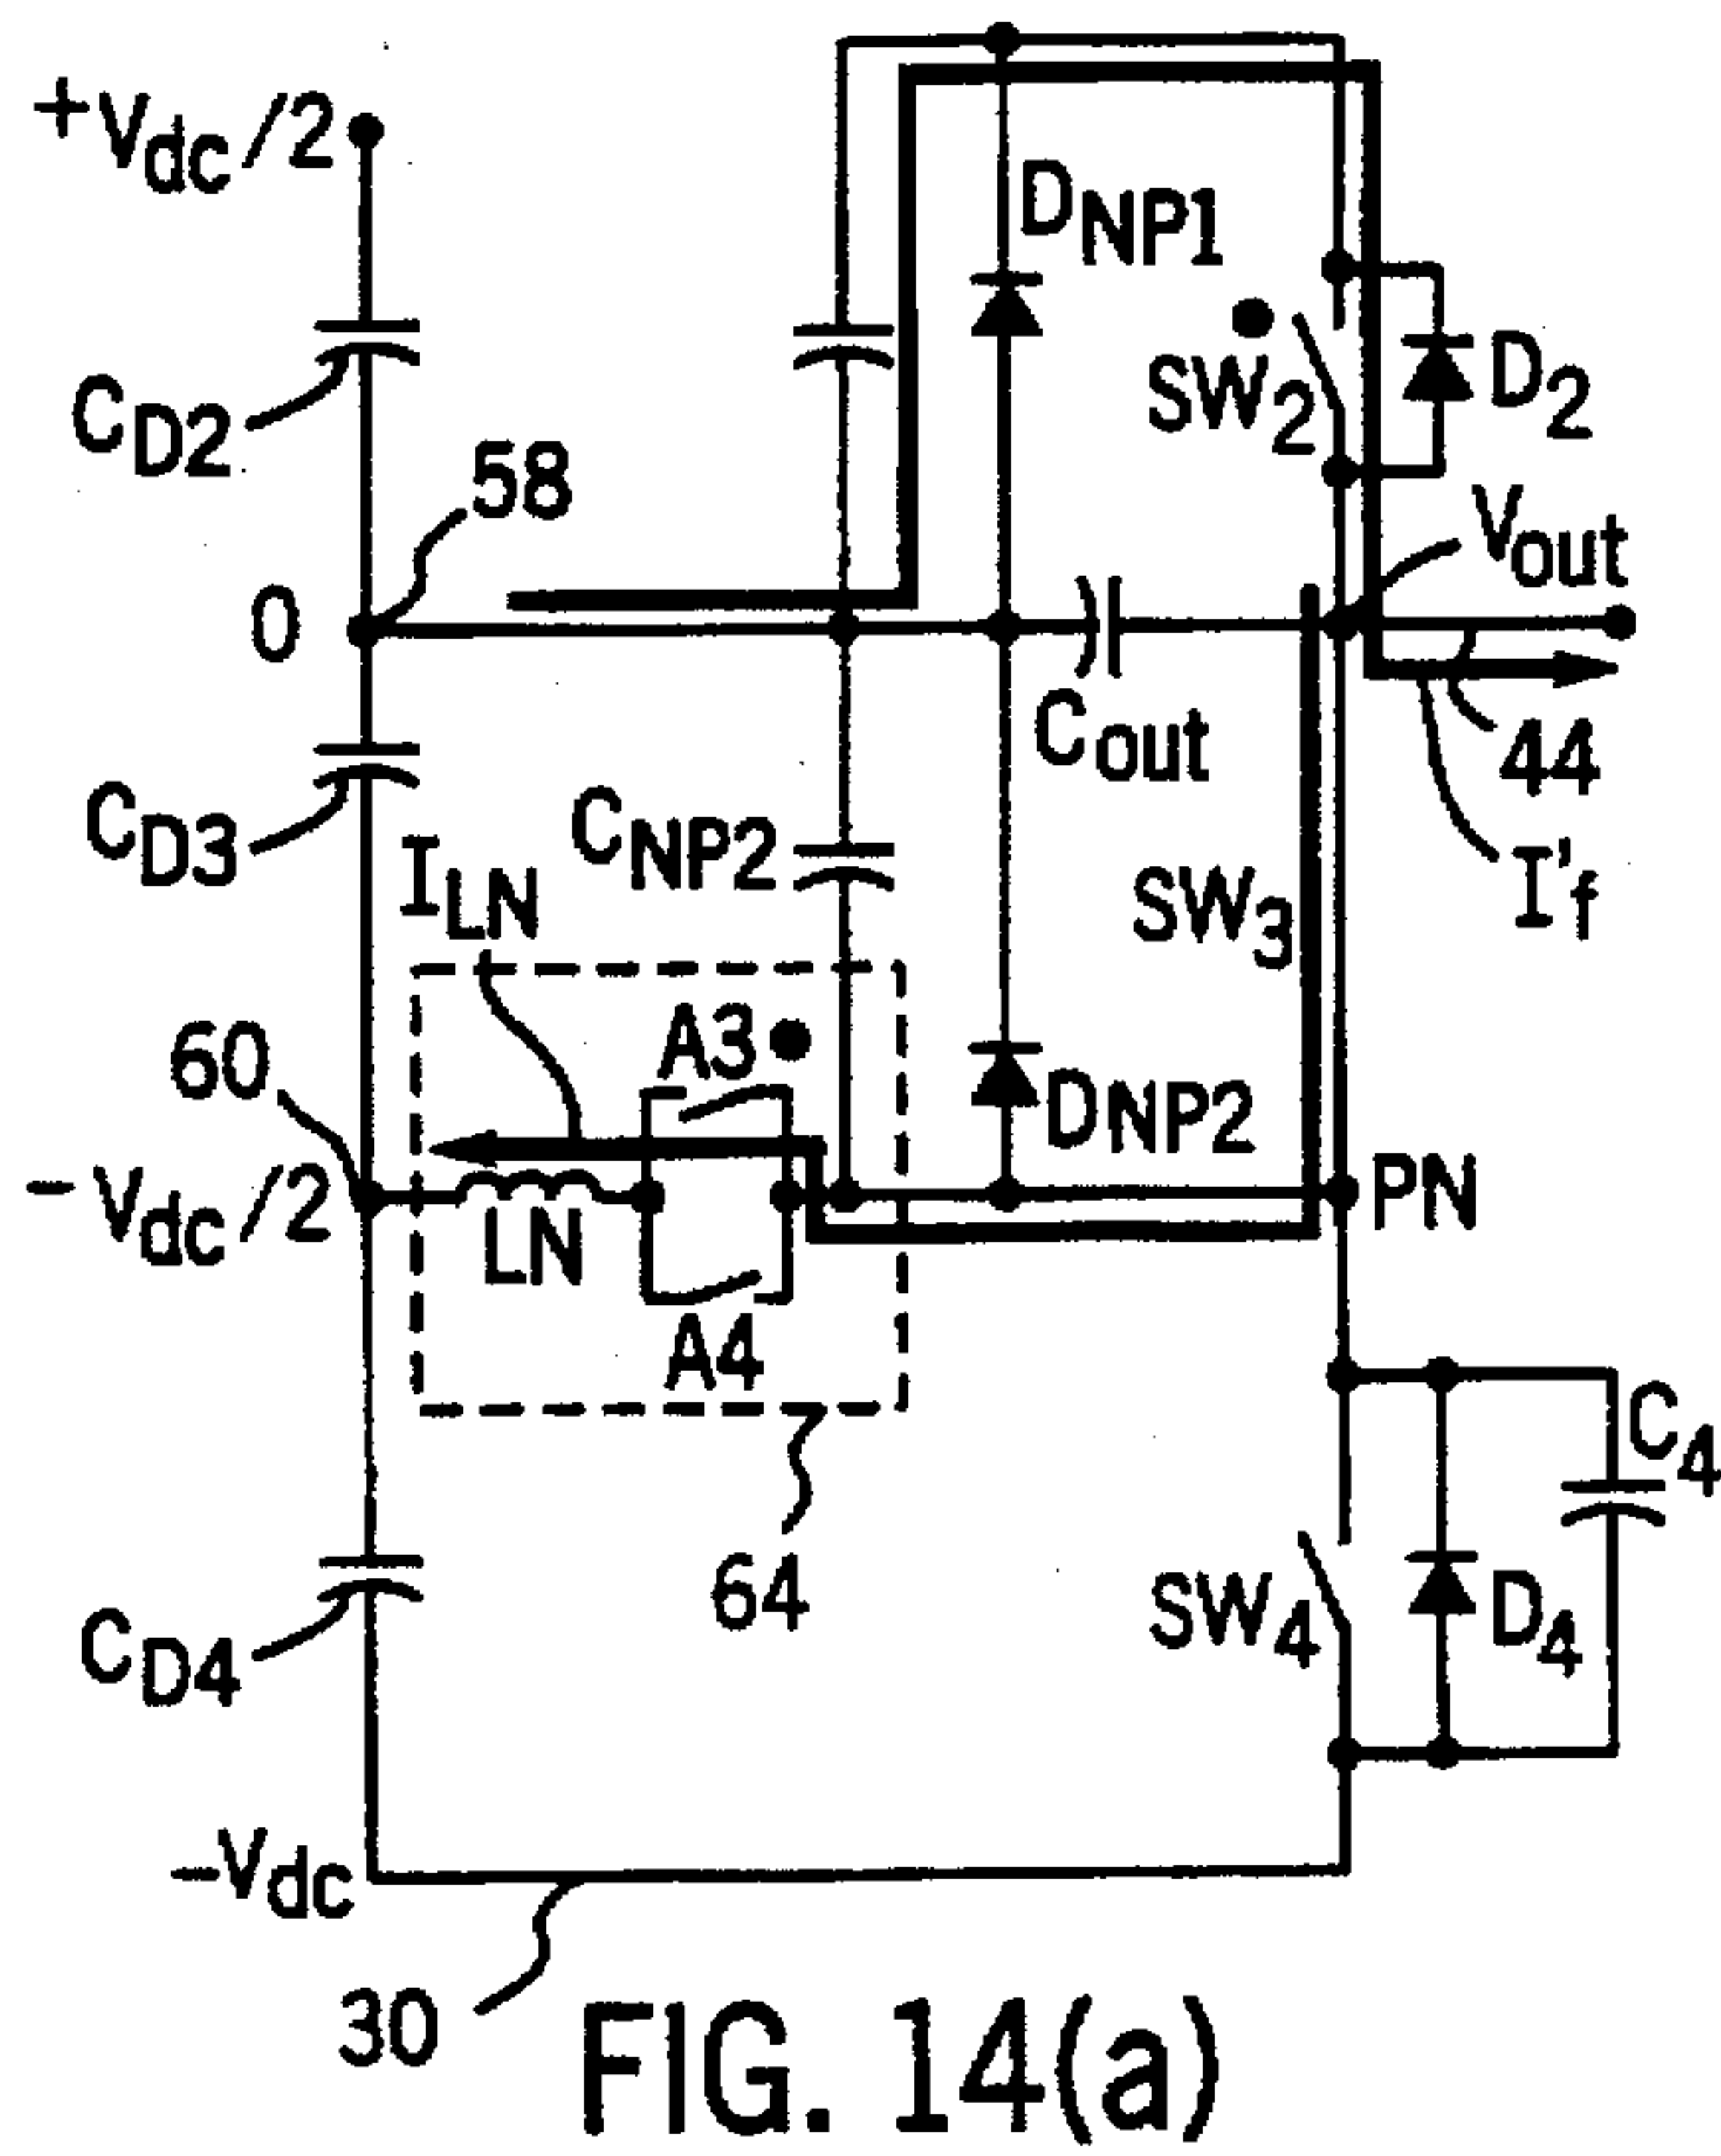 +Vdc/2
DNP1
SW2
D2
CD2
58
Vout
0
Cout
44
CD3
CNP2
ILN
SW3
I'f
A3
60
DNP2
PN
-Vdc/2
LN
A4
C4
64
SW4
D4
CD4
-Vdc
30
FIG. 14(a)